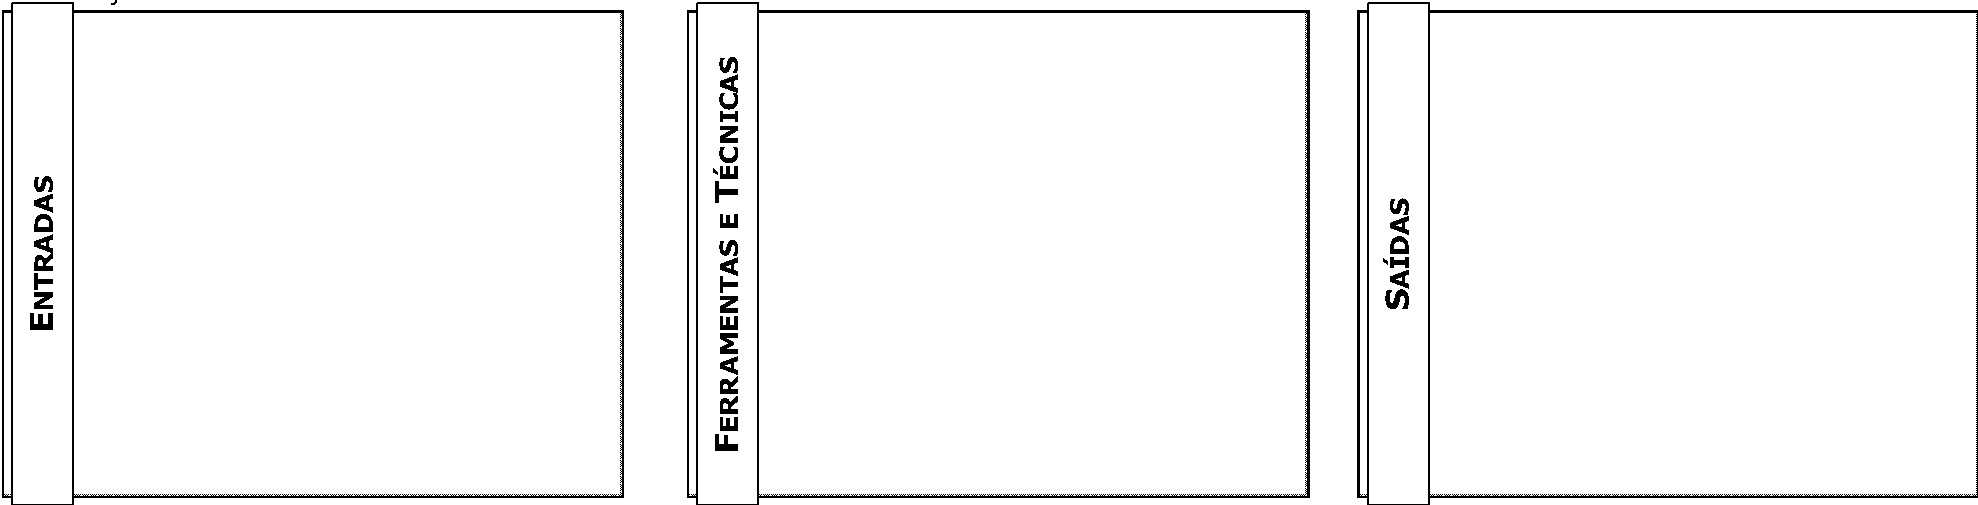 ENTRADAS
FERRAMENTAS E TÉCNICAS
SAÍDAS